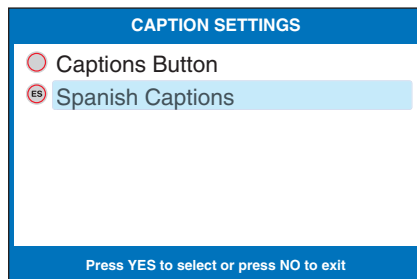 CAPTION SETTINGS
Captions Button
ES Spanish Captions
Press YES to select or press NO to exit